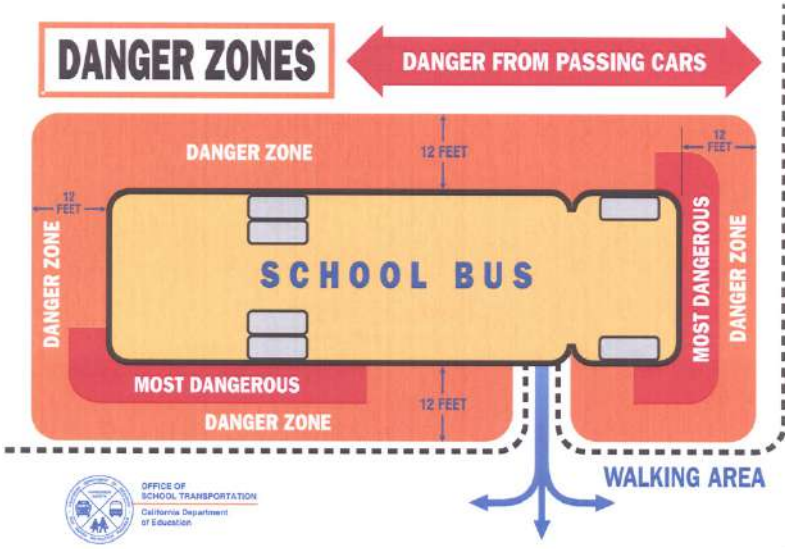 DANGER ZONES
DANGER FROM PASSING CARS
DANGER ZONE
12 FEET
12
FEET
12
FEET
DANGER ZONE
SCHOOL BUS
MOST DANGEROUS
DANGER ZONE
MOST DANGEROUS
DANGER ZONE
12 FEET
WALKING AREA
OFFICE OF
SCHOOL TRANSPORTATION
California Department
of Education